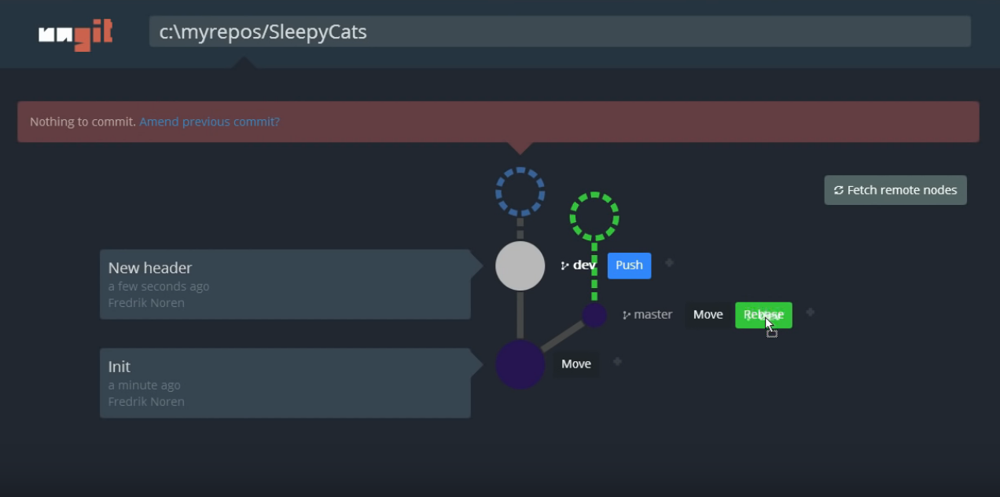 ungit
c:\myrepos/SleepyCats
Nothing to commit. Amend previous commit?
Fetch remote nodes
New header
a few seconds ago
Fredrik Noren
dev Push
master Move Rebase
Init
a minute ago
Fredrik Noren
Move